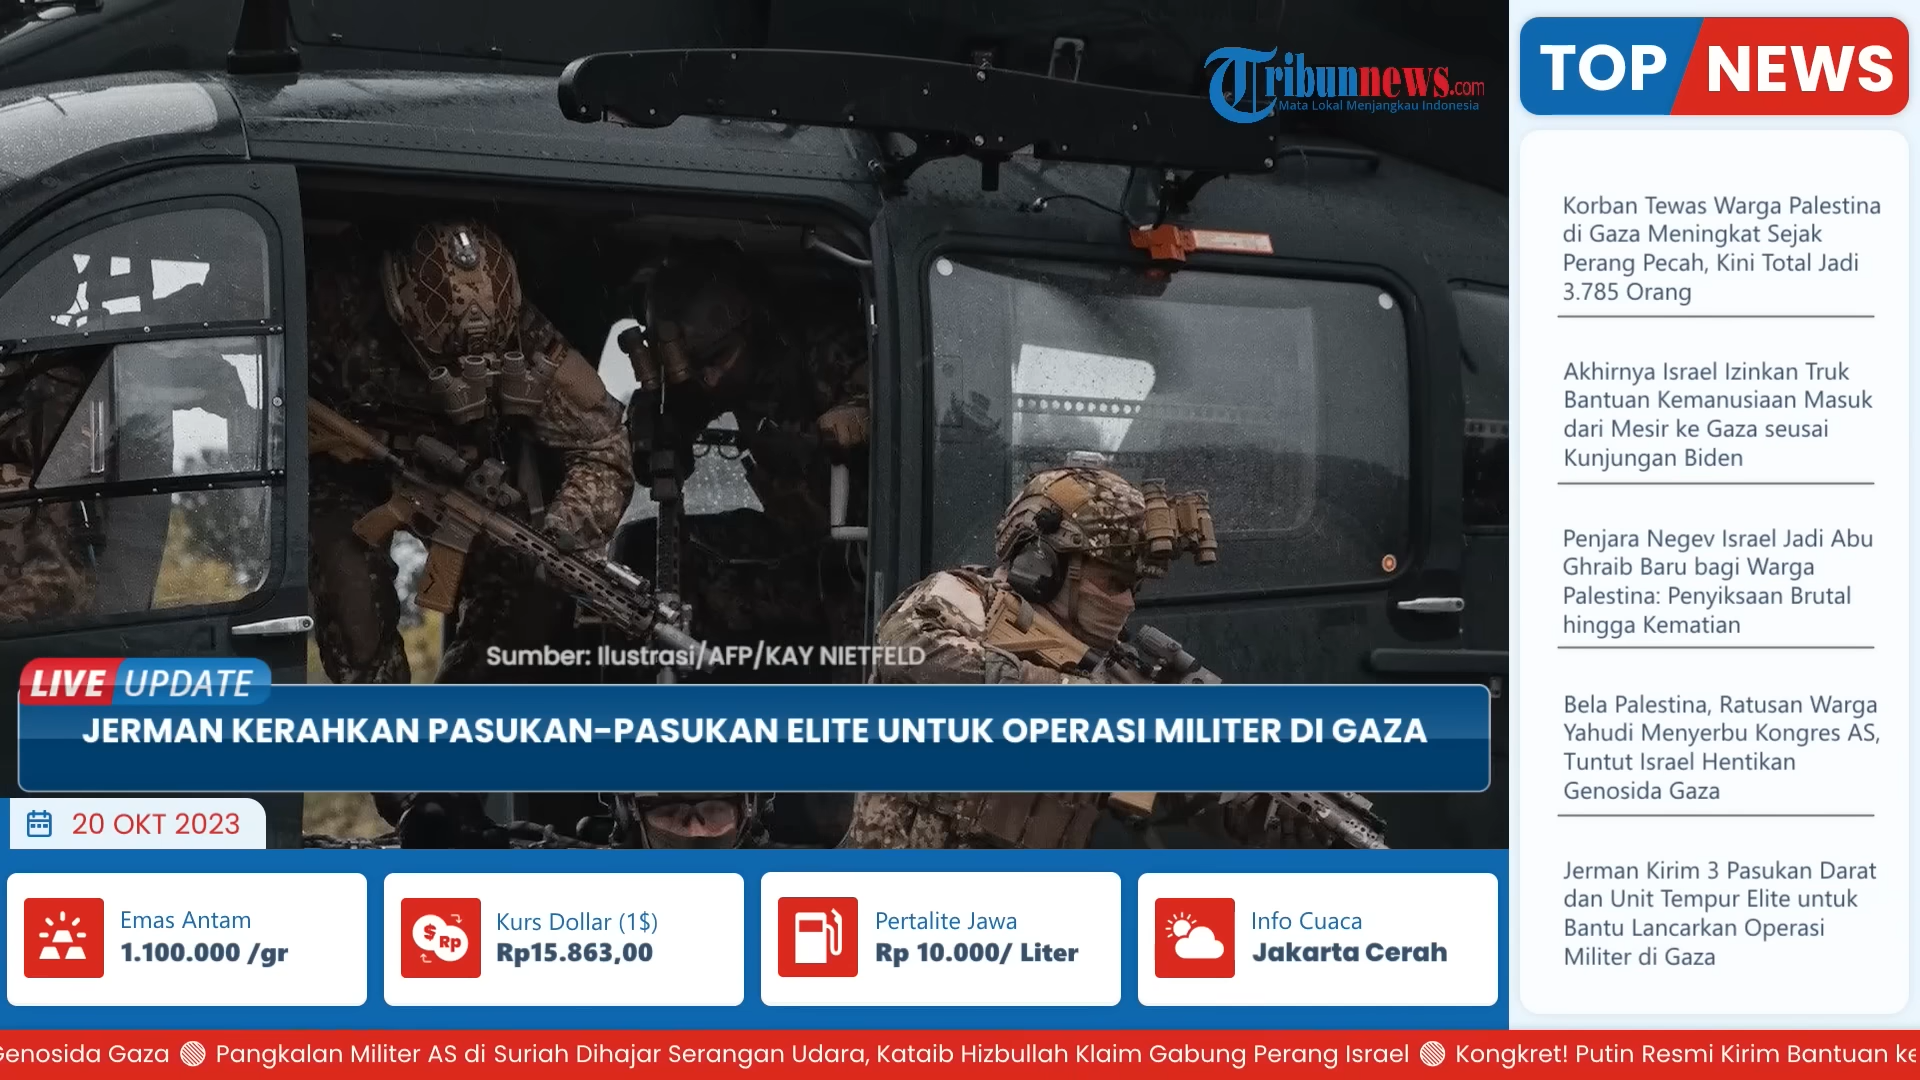 Tribunnews.com
Mata Lokal Menjangkau Indonesia
TOP NEWS
Korban Tewas Warga Palestina
di Gaza Meningkat Sejak
Perang Pecah, Kini Total Jadi
3.785 Orang
Akhirnya Israel Izinkan Truk
Bantuan Kemanusiaan Masuk
dari Mesir ke Gaza seusai
Kunjungan Biden
Penjara Negev Israel Jadi Abu
Ghraib Baru bagi Warga
Palestina: Penyiksaan Brutal
hingga Kematian
Bela Palestina, Ratusan Warga
Yahudi Menyerbu Kongres AS,
Tuntut Israel Hentikan
Genosida Gaza
Jerman Kirim 3 Pasukan Darat
dan Unit Tempur Elite untuk
Bantu Lancarkan Operasi
Militer di Gaza
Sumber: Ilustrasi/AFP/KAY NIETFELD
LIVE UPDATE
JERMAN KERAHKAN PASUKAN-PASUKAN ELITE UNTUK OPERASI MILITER DI GAZA
20 OKT 2023
Emas Antam
1.100.000 /gr
Kurs Dollar (1$)
Rp15.863,00
Pertalite Jawa
Rp 10.000/ Liter
Info Cuaca
Jakarta Cerah
Genosida Gaza Pangkalan Militer AS di Suriah Dihajar Serangan Udara, Kataib Hizbullah Klaim Gabung Perang Israel Kongkret! Putin Resmi Kirim Bantuan ke